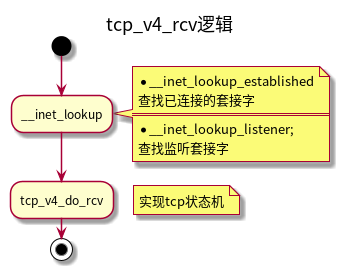 tcp_v4_rcv逻辑
__inet_lookup
•__inet_lookup_established
查找已连接的套接字
•__inet_lookup_listener;
查找监听套接字
tcp_v4_do_rcv
实现tcp状态机